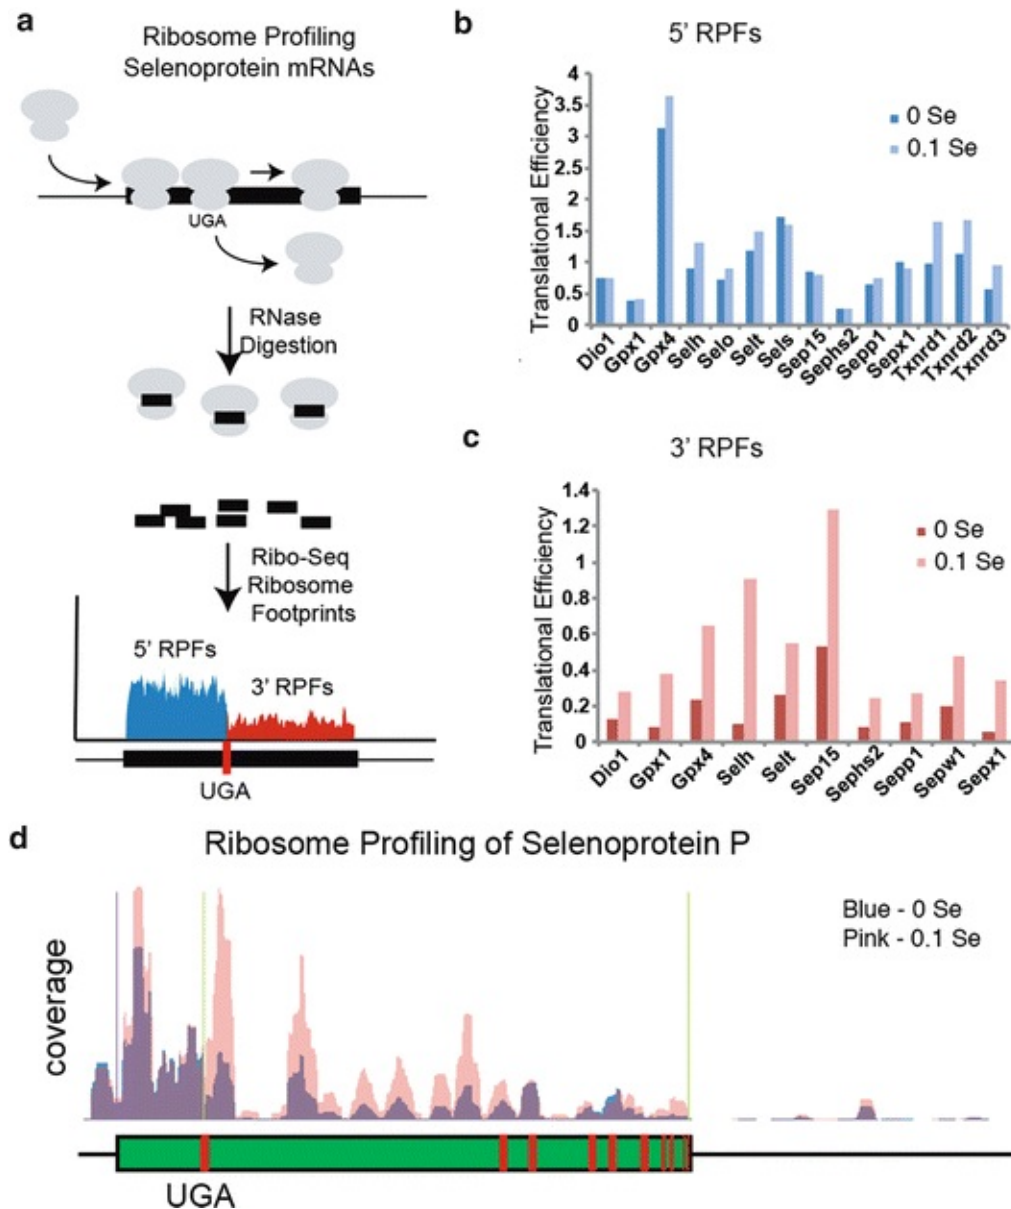 a
Ribosome Profiling
Selenoprotein mRNAs
UGA
RNase
Digestion
Ribo-Seq
Ribosome
Footprints
5' RPFs
3' RPFs
UGA
b
5' RPFs
Translational Efficiency
4
3.5
3
2.5
2
1.5
1
0.5
0
0 Se
0.1 Se
Dio1
Gpx1
Gpx4
Selh
Selo
Selt
Sels
Sep15
Sephs2
Sepp1
Sepx1
Txnrd1
Txnrd2
Txnrd3
c
3' RPFs
Translational Efficiency
1.4
1.2
1
0.8
0.6
0.4
0.2
0
0 Se
0.1 Se
Dio1
Gpx1
Gpx4
Selh
Selt
Sep15
Sephs2
Sepp1
Sepw1
Sepx1
d
Ribosome Profiling of Selenoprotein P
Blue - 0 Se
Pink - 0.1 Se
coverage
UGA